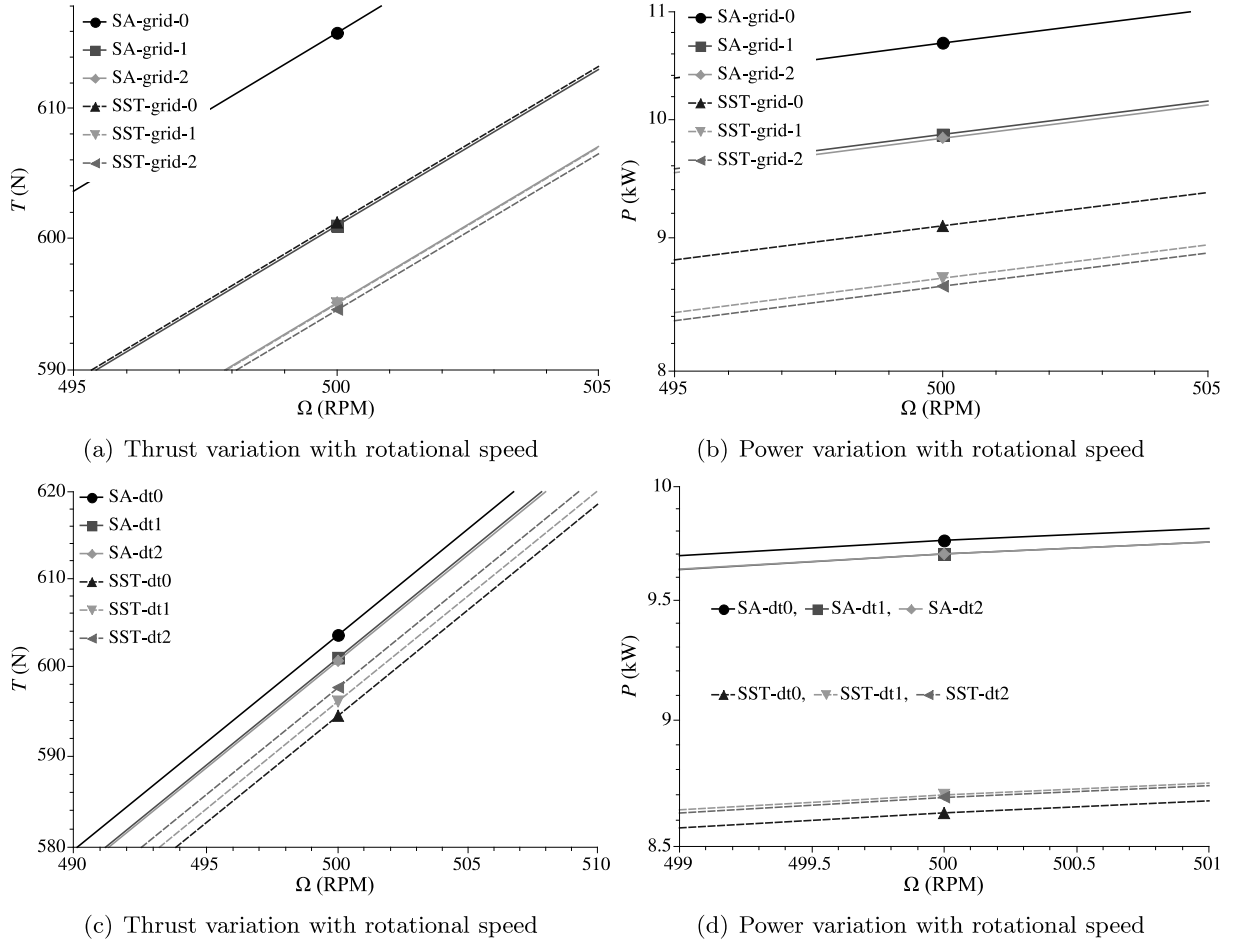 SA-grid-0
SA-grid-1
SA-grid-2
SST-grid-0
SST-grid-1
SST-grid-2
610
600
590
T (N)
495
500
505
Ω (RPM)
(a) Thrust variation with rotational speed
SA-grid-0
SA-grid-1
SA-grid-2
SST-grid-0
SST-grid-1
SST-grid-2
11
10
9
8
P (kW)
495
500
505
Ω (RPM)
(b) Power variation with rotational speed
SA-dt0
SA-dt1
SA-dt2
SST-dt0
SST-dt1
SST-dt2
620
610
600
590
580
T (N)
490
495
500
505
510
Ω (RPM)
(c) Thrust variation with rotational speed
10
9.5
9
8.5
P (kW)
SA-dt0, SA-dt1, SA-dt2
SST-dt0, SST-dt1, SST-dt2
499
499.5
500
500.5
501
Ω (RPM)
(d) Power variation with rotational speed